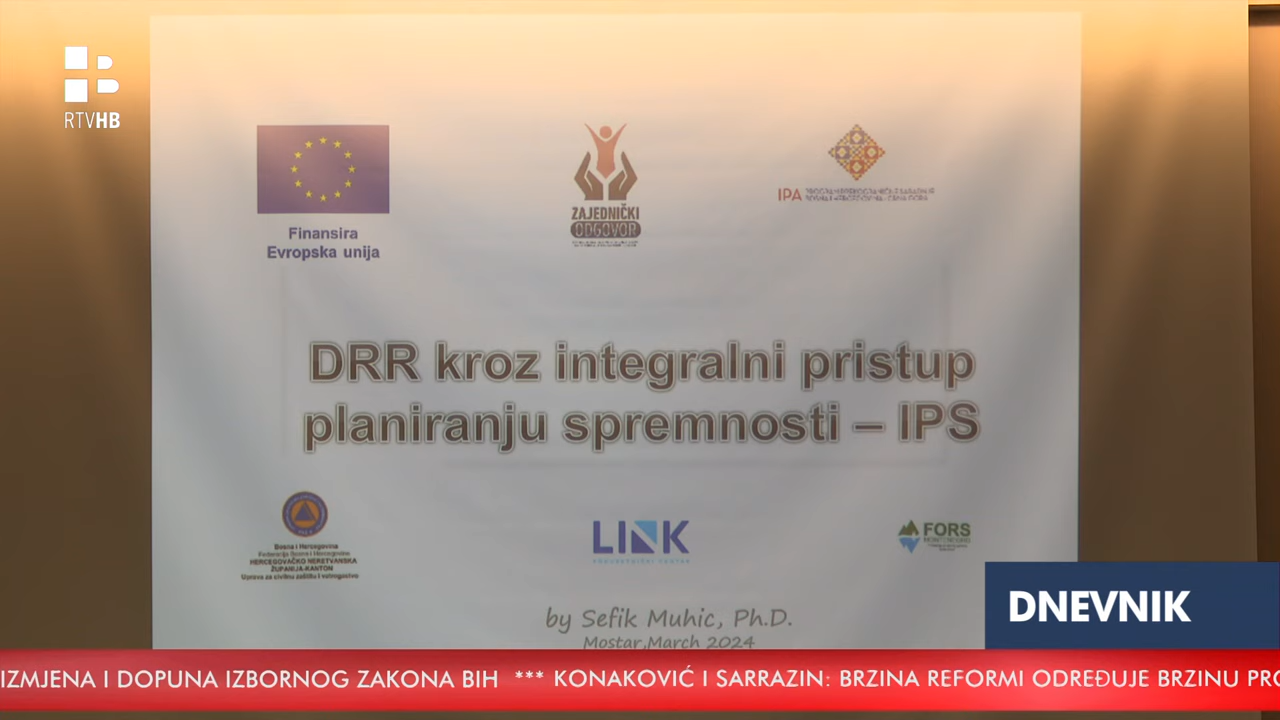 RTVHB
Finansira
Evropska unija
ZAJEDNIČKI
ODGOVOR
IPA
DRR kroz integralni pristup
planiranju spremnosti – IPS
Bosna i Hercegovina
Federacija Bosne i Hercegovine
HERCEGOVAČKO NERETVANSKA
ŽUPANIJA-KANTON
Uprava za civilnu zaštitu i vatrogastvo
LINK
FORS
by Sefik Muhic, Ph.D.
Mostar,March 2024
DNEVNIK
IZMJENA I DOPUNA IZBORNOG ZAKONA BIH *** KONAKOVIĆ I SARRAZIN: BRZINA REFORMI ODREĐUJE BRZINU